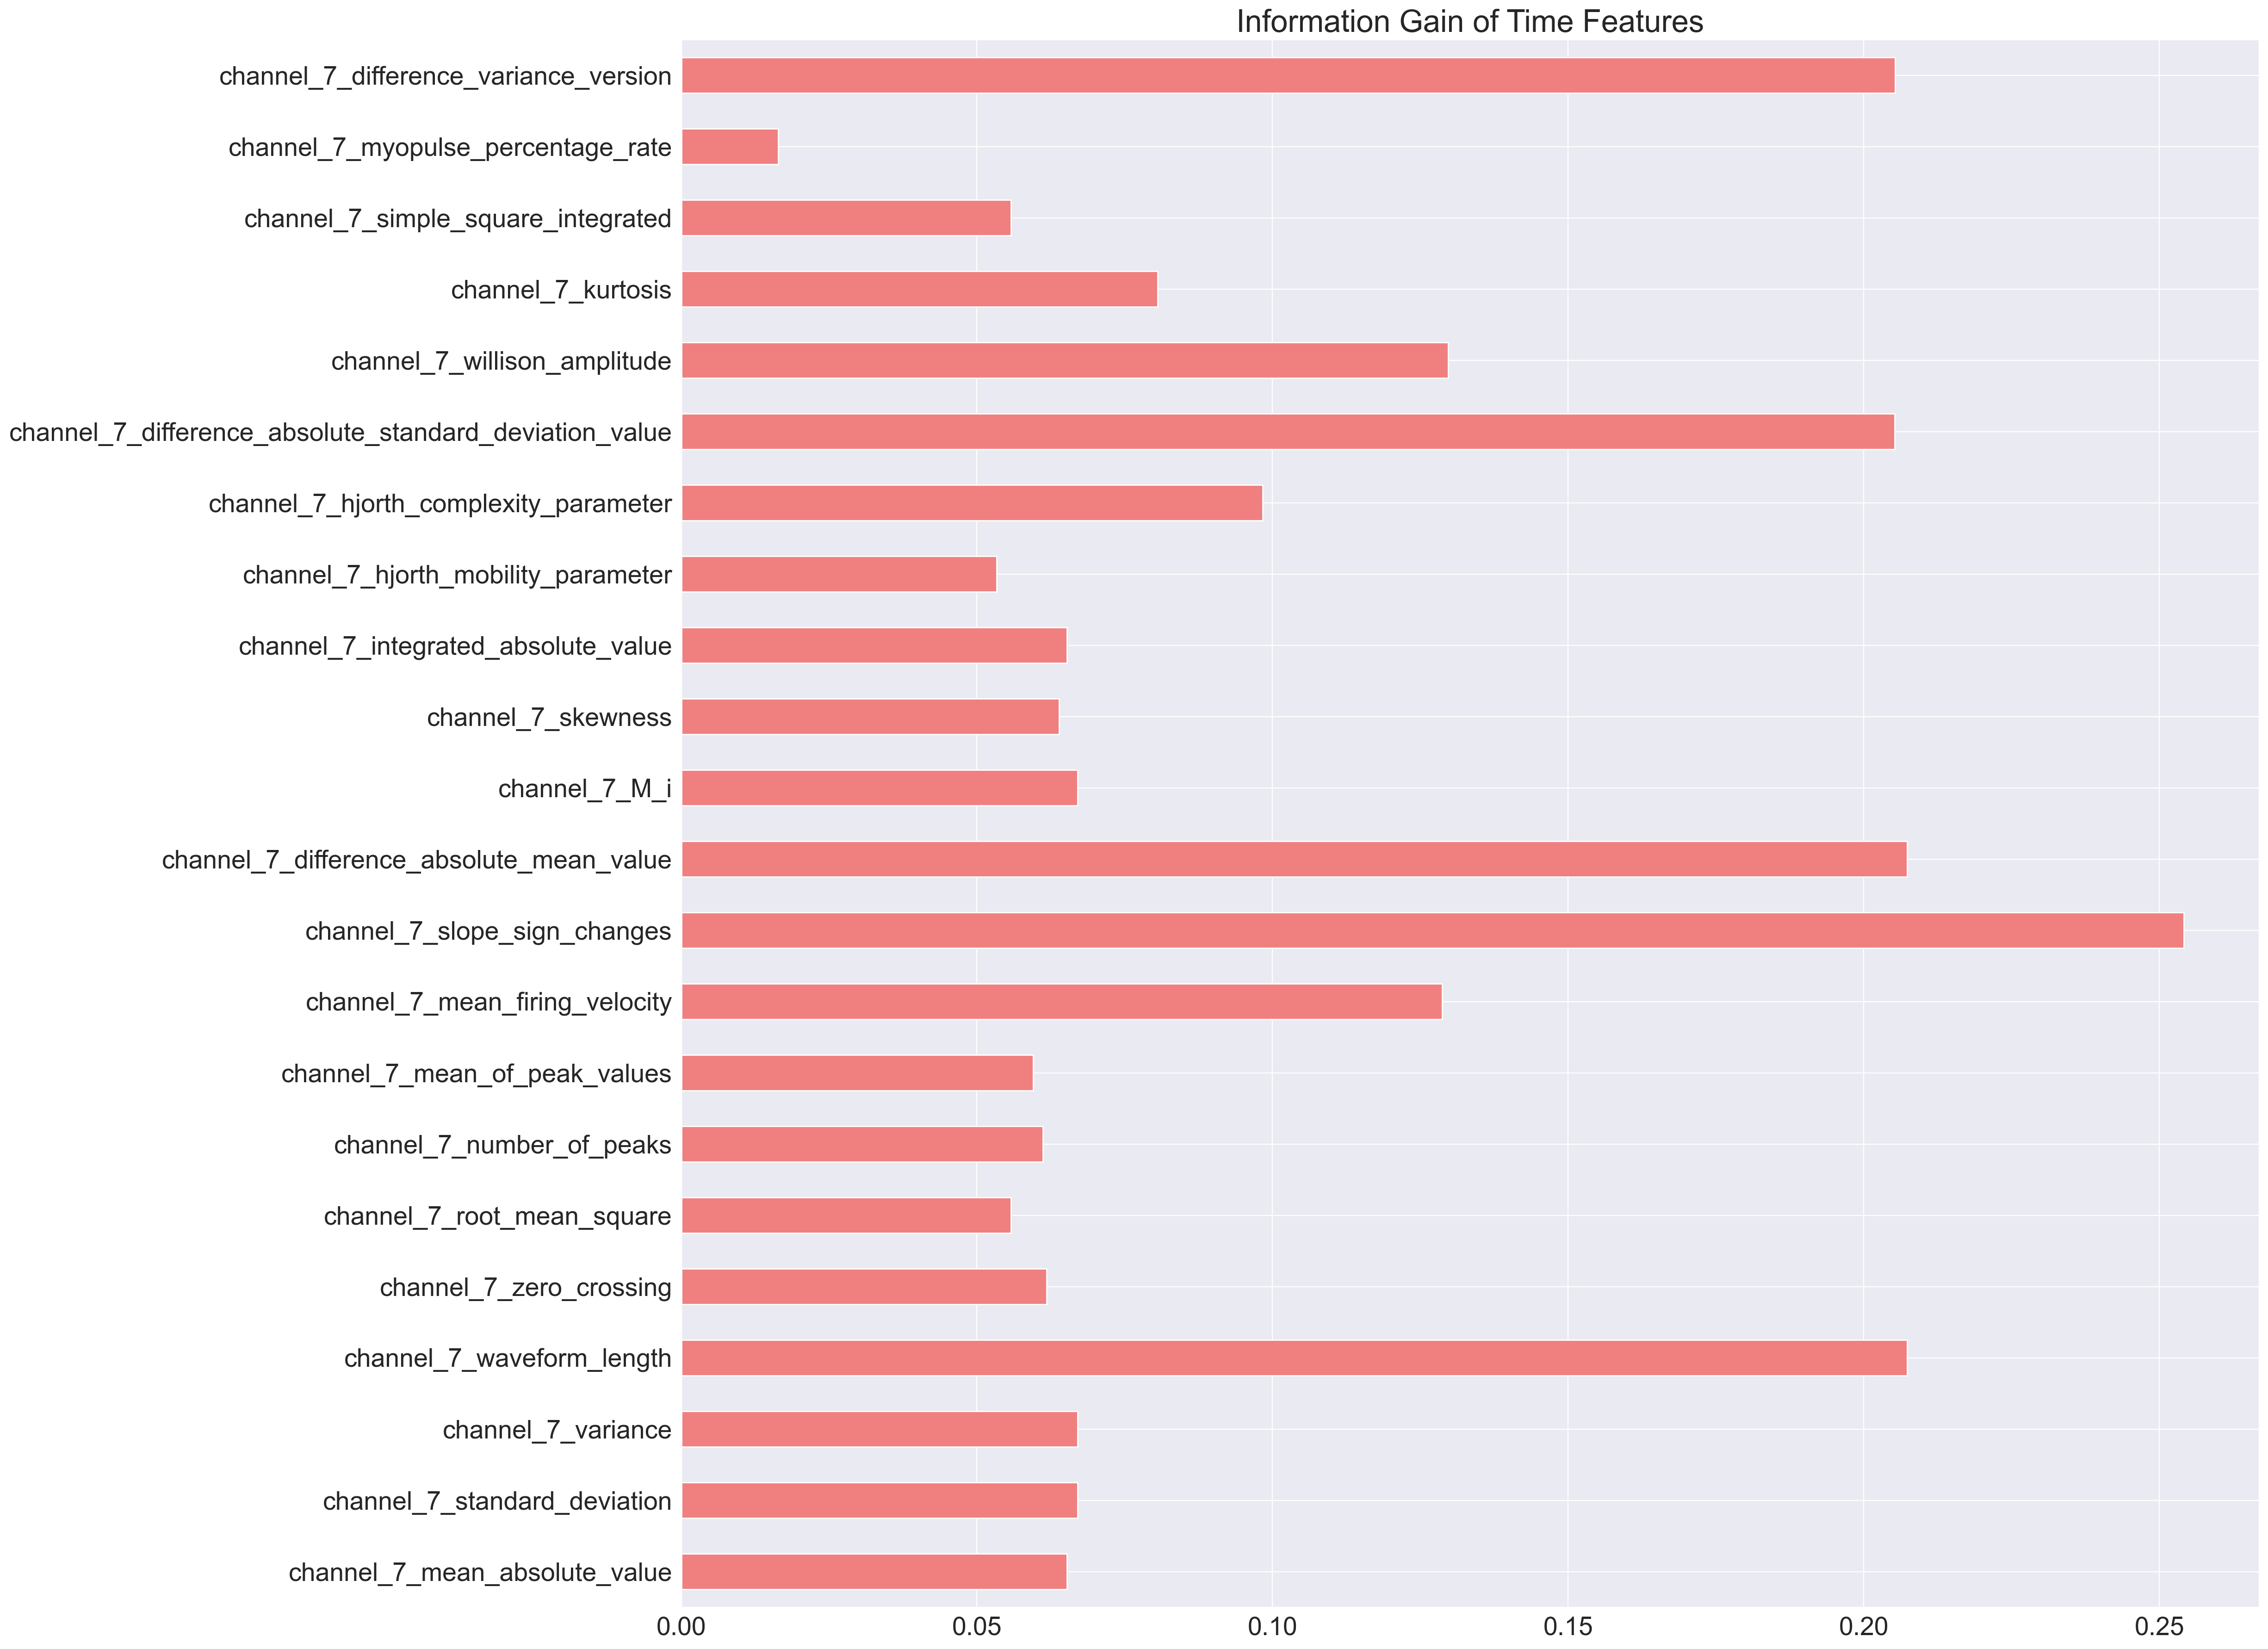 Information Gain of Time Features
channel_7_difference_variance_version
channel_7_myopulse_percentage_rate
channel_7_simple_square_integrated
channel_7_kurtosis
channel_7_willison_amplitude
channel_7_difference_absolute_standard_deviation_value
channel_7_hjorth_complexity_parameter
channel_7_hjorth_mobility_parameter
channel_7_integrated_absolute_value
channel_7_skewness
channel_7_M_i
channel_7_difference_absolute_mean_value
channel_7_slope_sign_changes
channel_7_mean_firing_velocity
channel_7_mean_of_peak_values
channel_7_number_of_peaks
channel_7_root_mean_square
channel_7_zero_crossing
channel_7_waveform_length
channel_7_variance
channel_7_standard_deviation
channel_7_mean_absolute_value
0.00 0.05 0.10 0.15 0.20 0.25